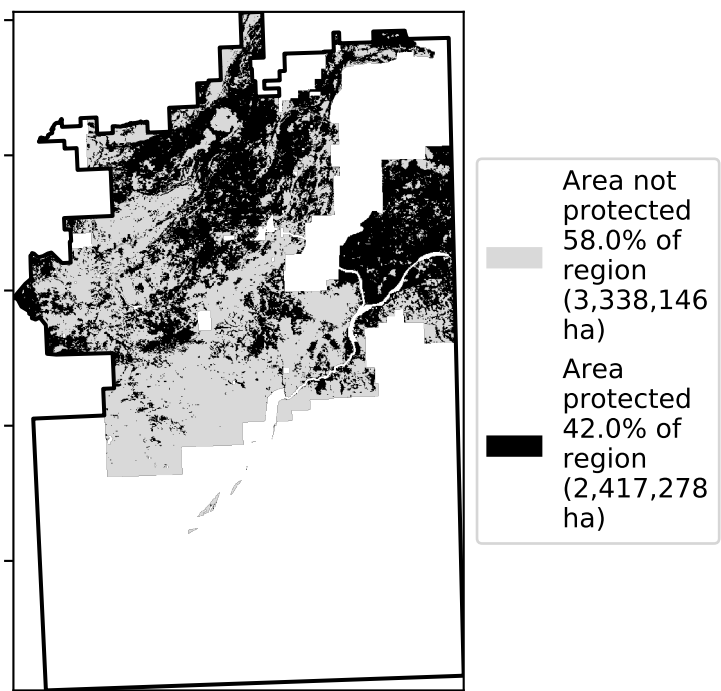 Area not
protected
58.0% of
region
(3,338,146
ha)
Area
protected
42.0% of
region
(2,417,278
ha)